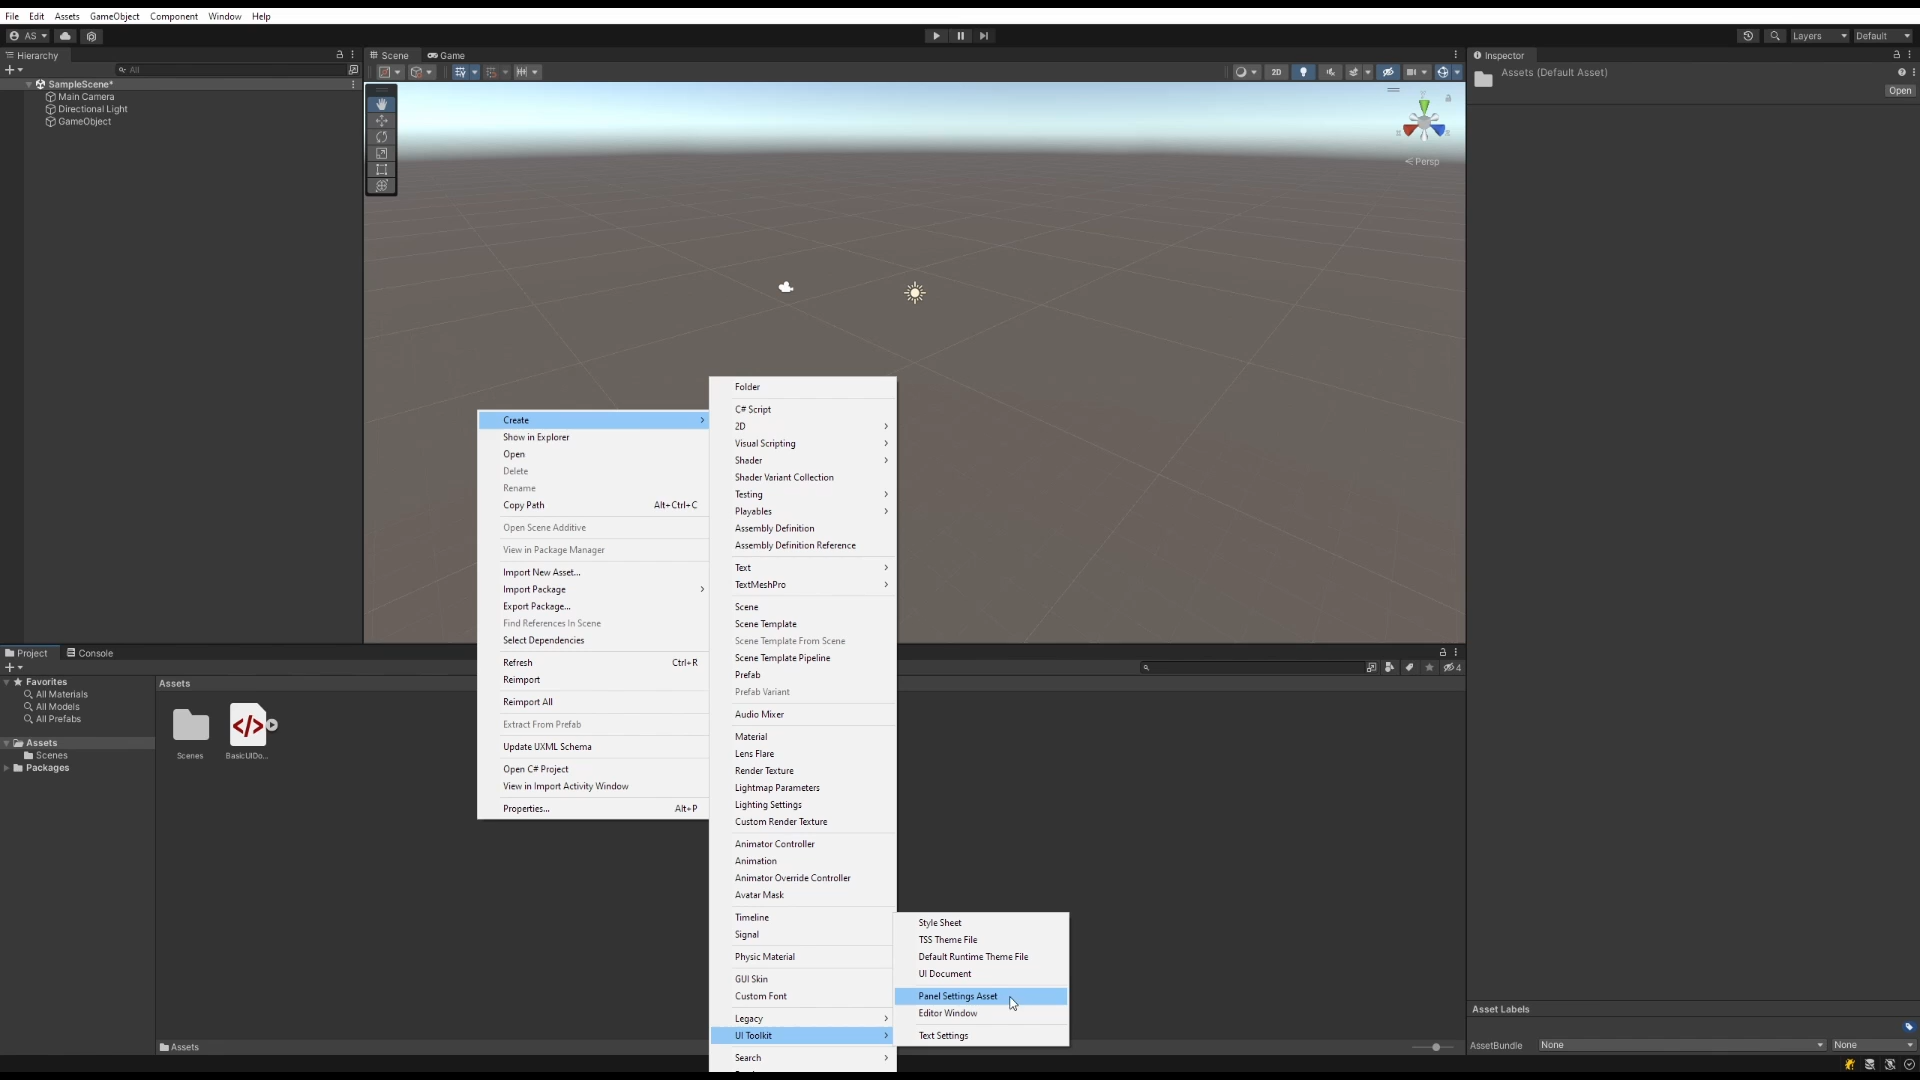 File Edit Assets GameObject Component Window Help
AS Layers Default
Hierarchy Scene Game Inspector
All 2D Assets (Default Asset)
Open
SampleScene*
Main Camera
Directional Light
GameObject
< Persp
Create
Show in Explorer
Open
Delete
Rename
Copy Path Alt+Ctrl+C
Open Scene Additive
View in Package Manager
Import New Asset...
Import Package
Export Package...
Find References In Scene
Select Dependencies
Refresh Ctrl+R
Reimport
Reimport All
Extract From Prefab
Update UXML Schema
Open C# Project
View in Import Activity Window
Properties... Alt+P
Folder
C# Script
2D
Visual Scripting
Shader
Shader Variant Collection
Testing
Playables
Assembly Definition
Assembly Definition Reference
Text
TextMeshPro
Scene
Scene Template
Scene Template From Scene
Scene Template Pipeline
Prefab
Prefab Variant
Audio Mixer
Material
Lens Flare
Render Texture
Lightmap Parameters
Lighting Settings
Custom Render Texture
Animator Controller
Animation
Animator Override Controller
Avatar Mask
Timeline
Signal
Physic Material
GUI Skin
Custom Font
Legacy
UI Toolkit
Search
Style Sheet
TSS Theme File
Default Runtime Theme File
UI Document
Panel Settings Asset
Editor Window
Text Settings
Project Console
4
Favorites
All Materials
All Models
All Prefabs
Assets
Scenes
Packages
Assets
</>
Scenes BasicUIDo...
Assets
Asset Labels
AssetBundle None None